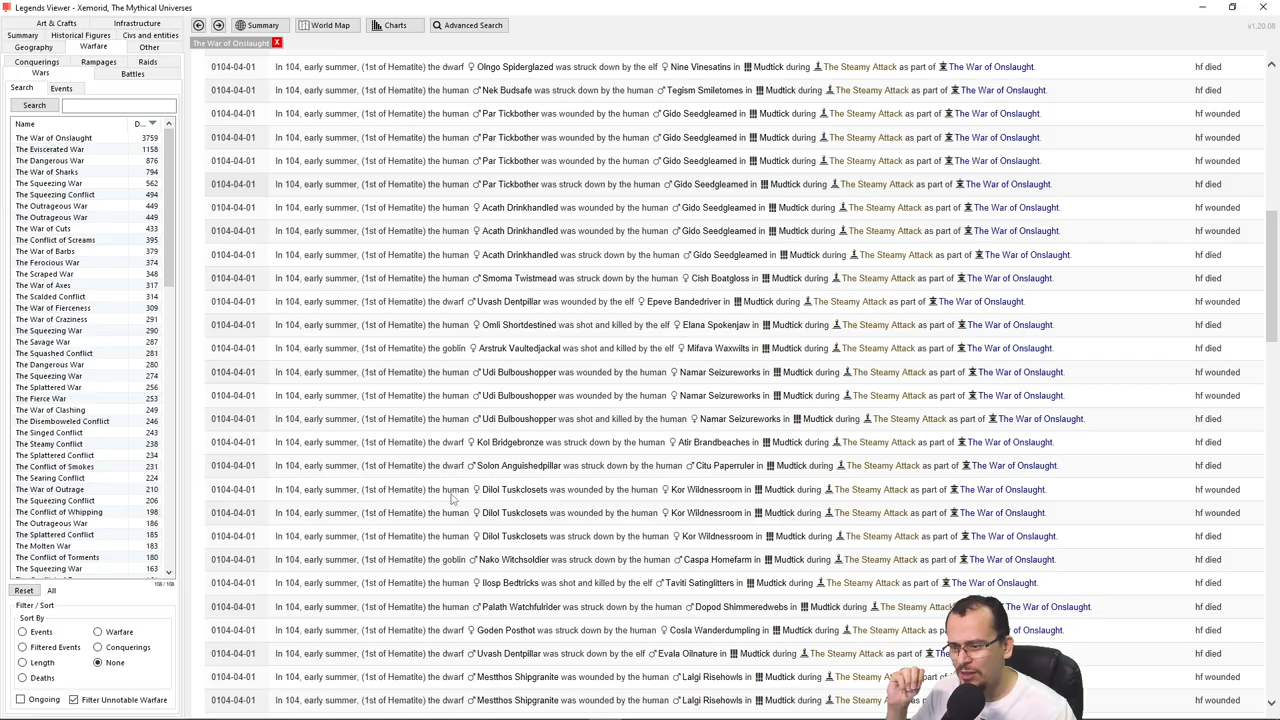 Legends Viewer - Xemorid, The Mythical Universes
Art & Crafts Infrastructure
Summary Historical Figures Civs and entities
Geography Warfare Other
Conquerings Rampages Raids
Wars Battles
Search Events
Search
Name D...
The War of Onslaught 3759
The Eviscerated War 1158
The Dangerous War 876
The War of Sharks 794
The Squeezing War 562
The Squeezing Conflict 494
The Outrageous War 449
The Outrageous War 449
The War of Cuts 433
The Conflict of Screams 395
The War of Barbs 379
The Ferocious War 374
The Scraped War 348
The War of Axes 317
The Scalded Conflict 314
The War of Fierceness 309
The War of Craziness 291
The Squeezing War 290
The Savage War 287
The Squashed Conflict 281
The Dangerous War 280
The Squeezing War 274
The Splattered War 256
The Fierce War 253
The War of Clashing 249
The Disemboweled Conflict 246
The Singed Conflict 243
The Steamy Conflict 238
The Splattered Conflict 234
The Conflict of Smokes 231
The Searing Conflict 224
The War of Outrage 210
The Squeezing Conflict 206
The Conflict of Whipping 198
The Outrageous War 186
The Splattered Conflict 185
The Molten War 183
The Conflict of Torments 180
The Squeezing War 163
108 / 108
Reset All
Filter / Sort
Sort By
Events Warfare
Filtered Events Conquerings
Length None
Deaths
Ongoing Filter Unnotable Warfare
Summary World Map Charts Advanced Search
v1.20.08
The War of Onslaught X
0104-04-01 In 104, early summer, (1st of Hematite) the dwarf ♀ Olngo Spiderglazed was struck down by the elf ♀ Nine Vinesatins in Mudtick during The Steamy Attack as part of The War of Onslaught. hf died
0104-04-01 In 104, early summer, (1st of Hematite) the human ♂ Nek Budsafe was struck down by the human ♂ Tegism Smiletomes in Mudtick during The Steamy Attack as part of The War of Onslaught. hf died
0104-04-01 In 104, early summer, (1st of Hematite) the human ♂ Par Tickbother was wounded by the human ♂ Gido Seedgleamed in Mudtick during The Steamy Attack as part of The War of Onslaught. hf wounded
0104-04-01 In 104, early summer, (1st of Hematite) the human ♂ Par Tickbother was wounded by the human ♂ Gido Seedgleamed in Mudtick during The Steamy Attack as part of The War of Onslaught. hf wounded
0104-04-01 In 104, early summer, (1st of Hematite) the human ♂ Par Tickbother was wounded by the human ♂ Gido Seedgleamed in Mudtick during The Steamy Attack as part of The War of Onslaught. hf wounded
0104-04-01 In 104, early summer, (1st of Hematite) the human ♂ Par Tickbother was struck down by the human ♂ Gido Seedgleamed in Mudtick during The Steamy Attack as part of The War of Onslaught. hf died
0104-04-01 In 104, early summer, (1st of Hematite) the human ♀ Acath Drinkhandled was wounded by the human ♂ Gido Seedgleamed in Mudtick during The Steamy Attack as part of The War of Onslaught. hf wounded
0104-04-01 In 104, early summer, (1st of Hematite) the human ♀ Acath Drinkhandled was wounded by the human ♂ Gido Seedgleamed in Mudtick during The Steamy Attack as part of The War of Onslaught. hf wounded
0104-04-01 In 104, early summer, (1st of Hematite) the human ♀ Acath Drinkhandled was struck down by the human ♂ Gido Seedgleamed in Mudtick during The Steamy Attack as part of The War of Onslaught. hf died
0104-04-01 In 104, early summer, (1st of Hematite) the human ♂ Smoma Twistmead was struck down by the human ♀ Cish Boatgloss in Mudtick during The Steamy Attack as part of The War of Onslaught. hf died
0104-04-01 In 104, early summer, (1st of Hematite) the dwarf ♂ Uvash Dentpillar was wounded by the elf ♀ Epeve Bandedriver in Mudtick during The Steamy Attack as part of The War of Onslaught. hf wounded
0104-04-01 In 104, early summer, (1st of Hematite) the human ♀ Omli Shortdestined was shot and killed by the elf ♀ Elana Spokenjaw in Mudtick during The Steamy Attack as part of The War of Onslaught. hf died
0104-04-01 In 104, early summer, (1st of Hematite) the goblin ♀ Arstruk Vaultedjackal was shot and killed by the elf ♀ Mifava Waxwilts in Mudtick during The Steamy Attack as part of The War of Onslaught. hf died
0104-04-01 In 104, early summer, (1st of Hematite) the human ♂ Udi Bulboushopper was wounded by the human ♀ Namar Seizureworks in Mudtick during The Steamy Attack as part of The War of Onslaught. hf wounded
0104-04-01 In 104, early summer, (1st of Hematite) the human ♂ Udi Bulboushopper was wounded by the human ♀ Namar Seizureworks in Mudtick during The Steamy Attack as part of The War of Onslaught. hf wounded
0104-04-01 In 104, early summer, (1st of Hematite) the human ♂ Udi Bulboushopper was shot and killed by the human ♀ Namar Seizureworks in Mudtick during The Steamy Attack as part of The War of Onslaught. hf died
0104-04-01 In 104, early summer, (1st of Hematite) the dwarf ♀ Kol Bridgebronze was struck down by the human ♀ Atir Brandbeaches in Mudtick during The Steamy Attack as part of The War of Onslaught. hf died
0104-04-01 In 104, early summer, (1st of Hematite) the dwarf ♂ Solon Anguishedpillar was struck down by the human ♂ Citu Paperruler in Mudtick during The Steamy Attack as part of The War of Onslaught. hf died
0104-04-01 In 104, early summer, (1st of Hematite) the human ♀ Dilol Tuskclosets was wounded by the human ♀ Kor Wildnessroom in Mudtick during The Steamy Attack as part of The War of Onslaught. hf wounded
0104-04-01 In 104, early summer, (1st of Hematite) the human ♀ Dilol Tuskclosets was wounded by the human ♀ Kor Wildnessroom in Mudtick during The Steamy Attack as part of The War of Onslaught. hf wounded
0104-04-01 In 104, early summer, (1st of Hematite) the human ♀ Dilol Tuskclosets was struck down by the human ♀ Kor Wildnessroom in Mudtick during The Steamy Attack as part of The War of Onslaught. hf died
0104-04-01 In 104, early summer, (1st of Hematite) the goblin ♂ Nako Witchsoldier was struck down by the human ♂ Caspa Homefarm in Mudtick during The Steamy Attack as part of The War of Onslaught. hf died
0104-04-01 In 104, early summer, (1st of Hematite) the human ♀ Ilosp Bedtricks was shot and killed by the elf ♂ Taviti Satinglitters in Mudtick during The Steamy Attack as part of The War of Onslaught. hf died
0104-04-01 In 104, early summer, (1st of Hematite) the human ♂ Palath Watchfulrider was struck down by the human ♂ Dopod Shimmeredwebs in Mudtick during The Steamy Attack as The War of Onslaught. hf died
0104-04-01 In 104, early summer, (1st of Hematite) the dwarf ♀ Goden Posthot was struck down by the human ♀ Cosla Wanderdumpling in Mudtick during The Steamy Attack as part of War of Onslaught. hf died
0104-04-01 In 104, early summer, (1st of Hematite) the dwarf ♂ Uvash Dentpillar was struck down by the elf ♀ Evala Oilnature in Mudtick during The Steamy Attack as part of of Onslaught. hf died
0104-04-01 In 104, early summer, (1st of Hematite) the dwarf ♂ Mestthos Shipgranite was wounded by the human ♂ Lalgi Risehowls in Mudtick during The Steamy Attack as of Onslaught. hf wounded
0104-04-01 In 104, early summer, (1st of Hematite) the dwarf ♂ Mestthos Shipgranite was wounded by the human ♂ Lalgi Risehowls in Mudtick during The Steamy Attack of Onslaught. hf wounded